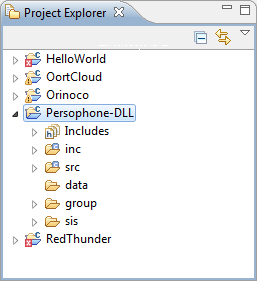 Project Explorer
HelloWorld
OortCloud
Orinoco
Persophone-DLL
Includes
inc
src
data
group
sis
RedThunder